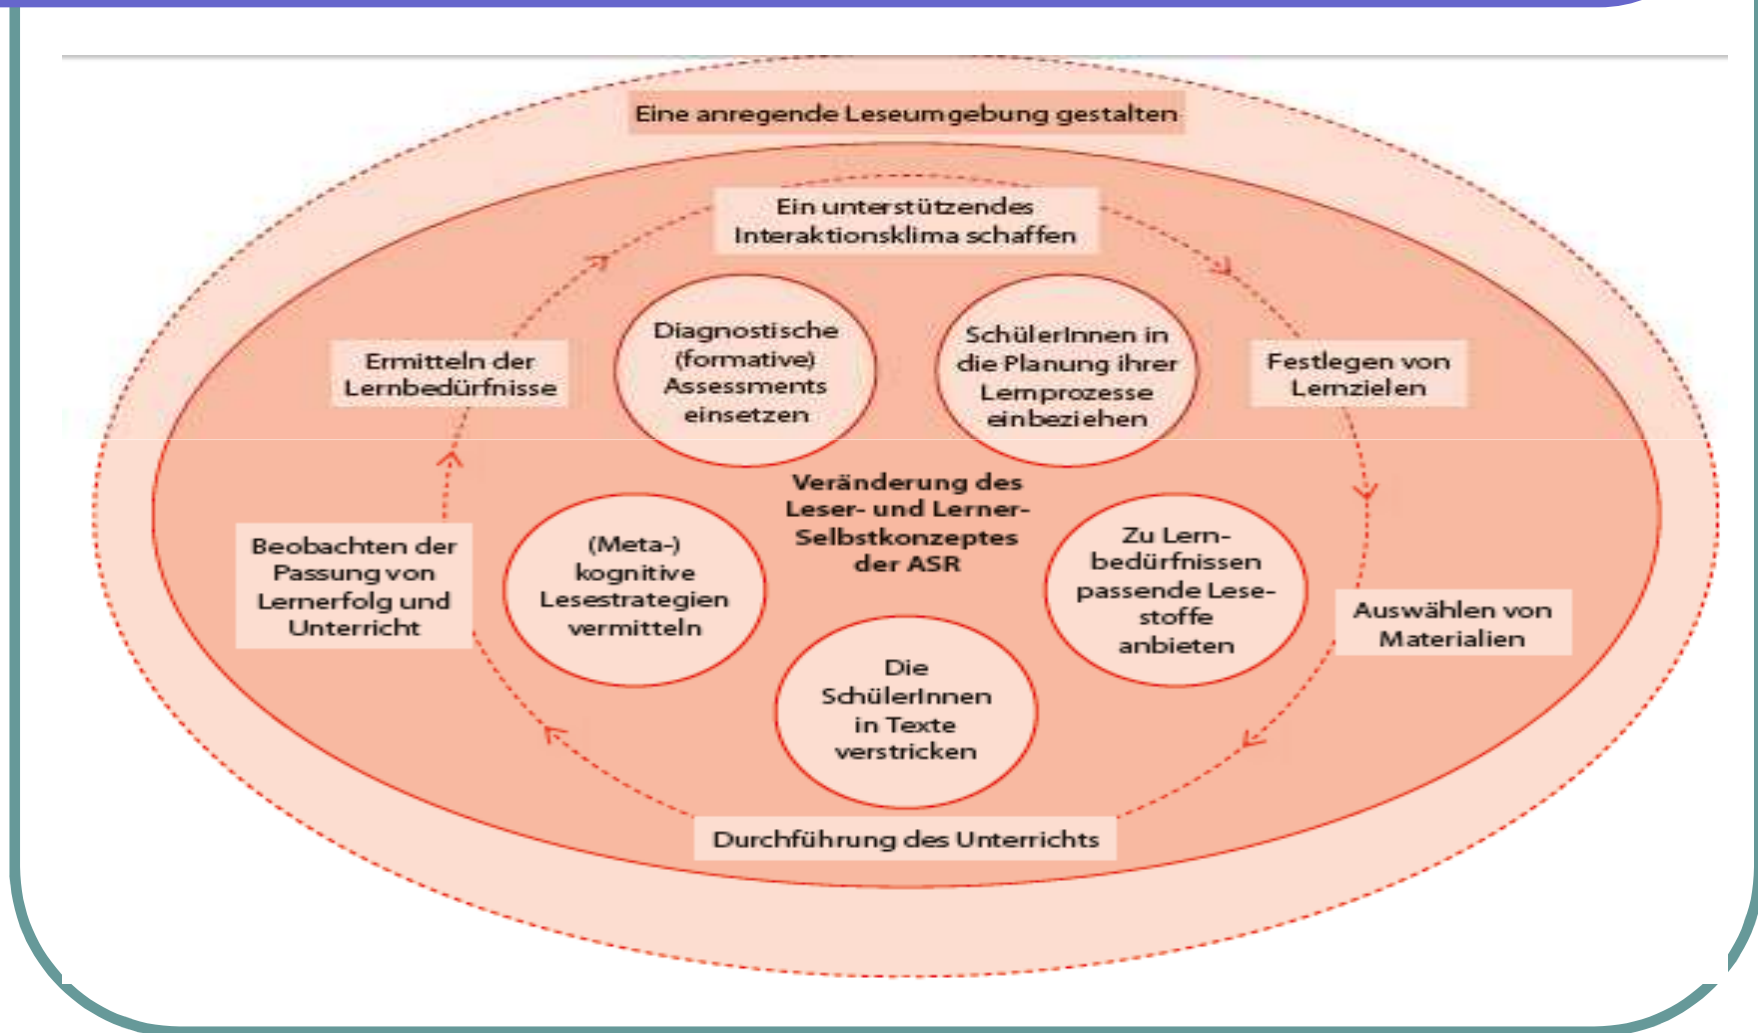 Eine anregende Leseumgebung gestalten
Ein unterstützendes
Interaktionsklima schaffen
Diagnostische
(formative)
Assessments
einsetzen
SchülerInnen in
die Planung ihrer
Lernprozesse
einbeziehen
Ermitteln der
Lernbedürfnisse
Festlegen von
Lernzielen
Veränderung des
Leser- und Lerner-
Selbstkonzeptes
der ASR
Beobachten der
Passung von
Lernerfolg und
Unterricht
(Meta-)
kognitive
Lesestrategien
vermitteln
Zu Lern-
bedürfnissen
passende Lese-
stoffe
anbieten
Auswählen von
Materialien
Die
SchülerInnen
in Texte
verstricken
Durchführung des Unterrichts